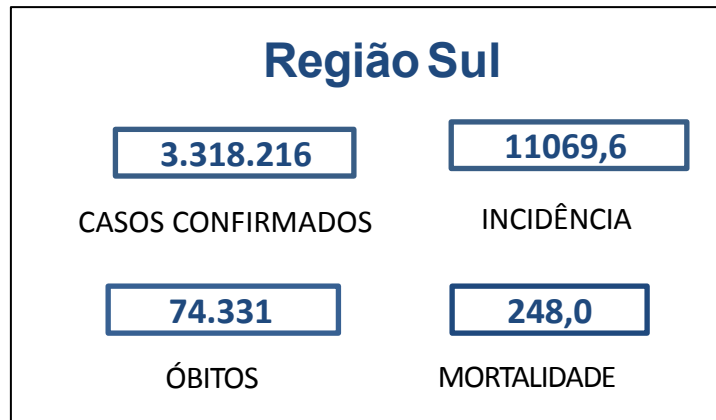 Região Sul
3.318.216
11069,6
CASOS CONFIRMADOS
INCIDÊNCIA
74.331
248,0
ÓBITOS
MORTALIDADE